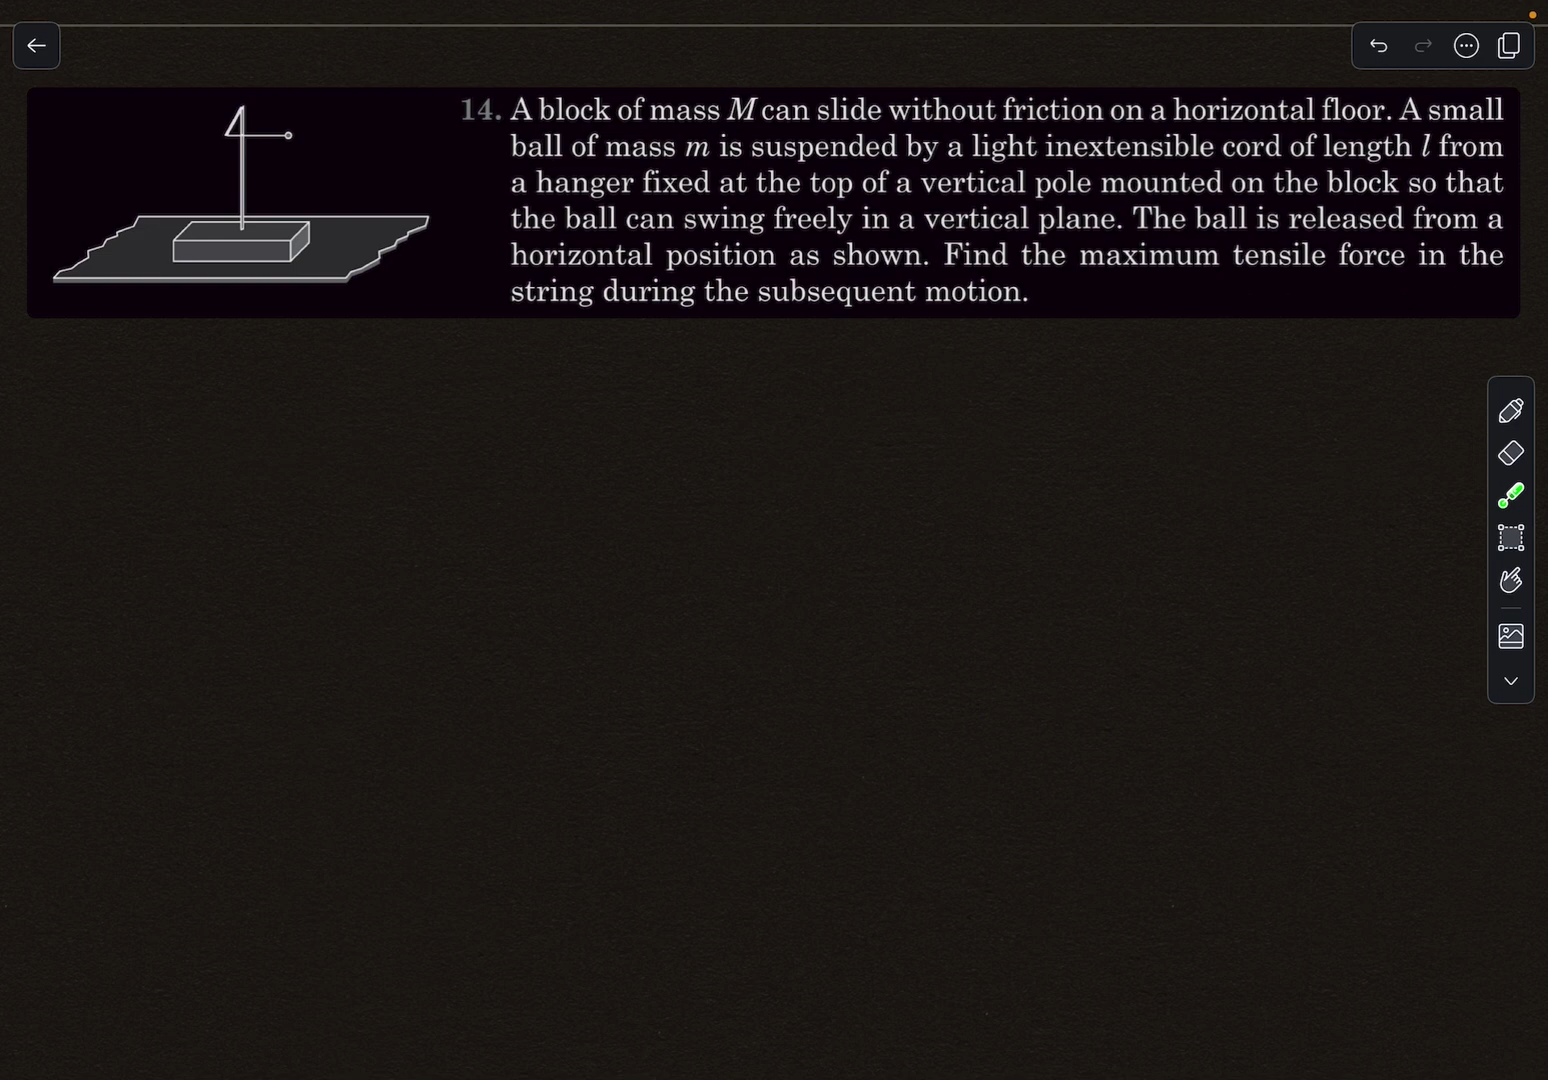 14. A block of mass M can slide without friction on a horizontal floor. A small
ball of mass m is suspended by a light inextensible cord of length l from
a hanger fixed at the top of a vertical pole mounted on the block so that
the ball can swing freely in a vertical plane. The ball is released from a
horizontal position as shown. Find the maximum tensile force in the
string during the subsequent motion.